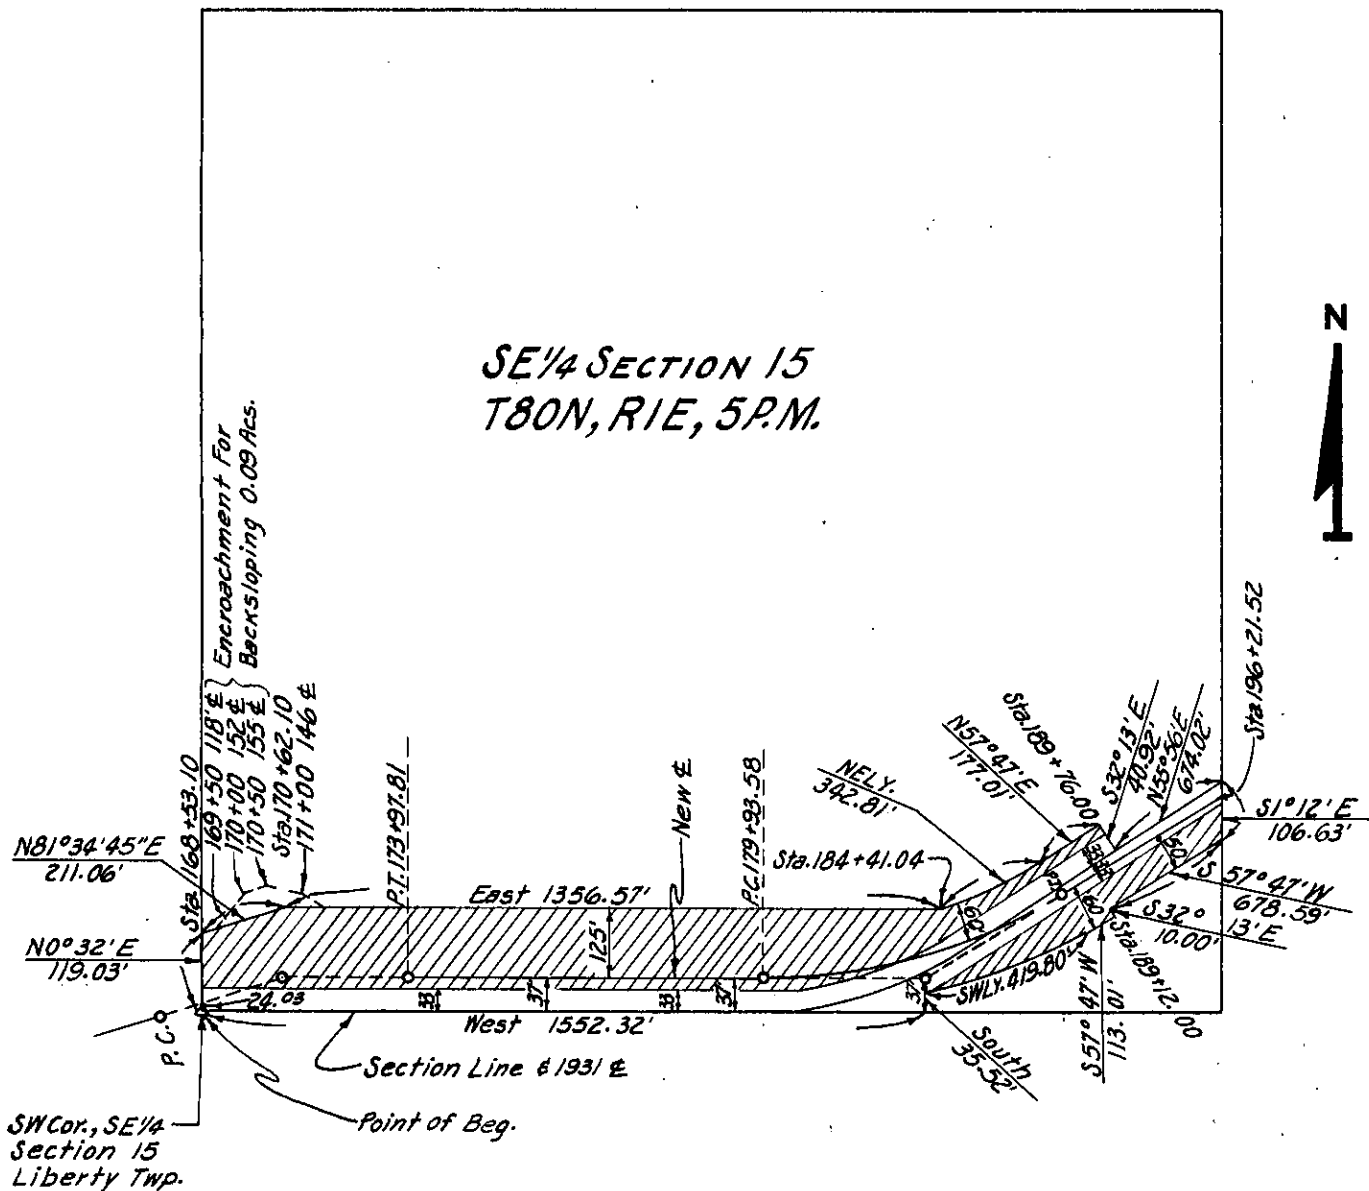 SE¼ SECTION 15
T80N, R1E, 5P.M.
N
Encroachment For
Backsloping 0.09 Acs.
Sta. 168+53.10
169+50 118' ℄
170+00 152' ℄
170+50 155' ℄
Sta. 170+62.10
171+00 146' ℄
N81°34'45"E
211.06'
N0°32'E
119.03'
P.T. 173+97.81
East 1356.57'
125'
New ℄
P.C. 179+93.58
Sta. 184+41.04
NELY.
342.81'
N57°47'E
177.01'
Sta. 189+76.00
S32°13'E
40.92'
N55°56'E
674.02'
Sta 196+21.52
S1°12'E
106.63'
S 57°47'W
678.59'
S32°13'E
10.00'
Sta. 189+12.00
S57°47'W
113.01'
SWLY. 419.80'
South
35.52'
60'
60'
50'
33'
33'
P.I.
24.03
33'
37'
33'
37'
37'
West 1552.32'
P.C.
Section Line & 1931 ℄
Point of Beg.
SW Cor., SE¼
Section 15
Liberty Twp.